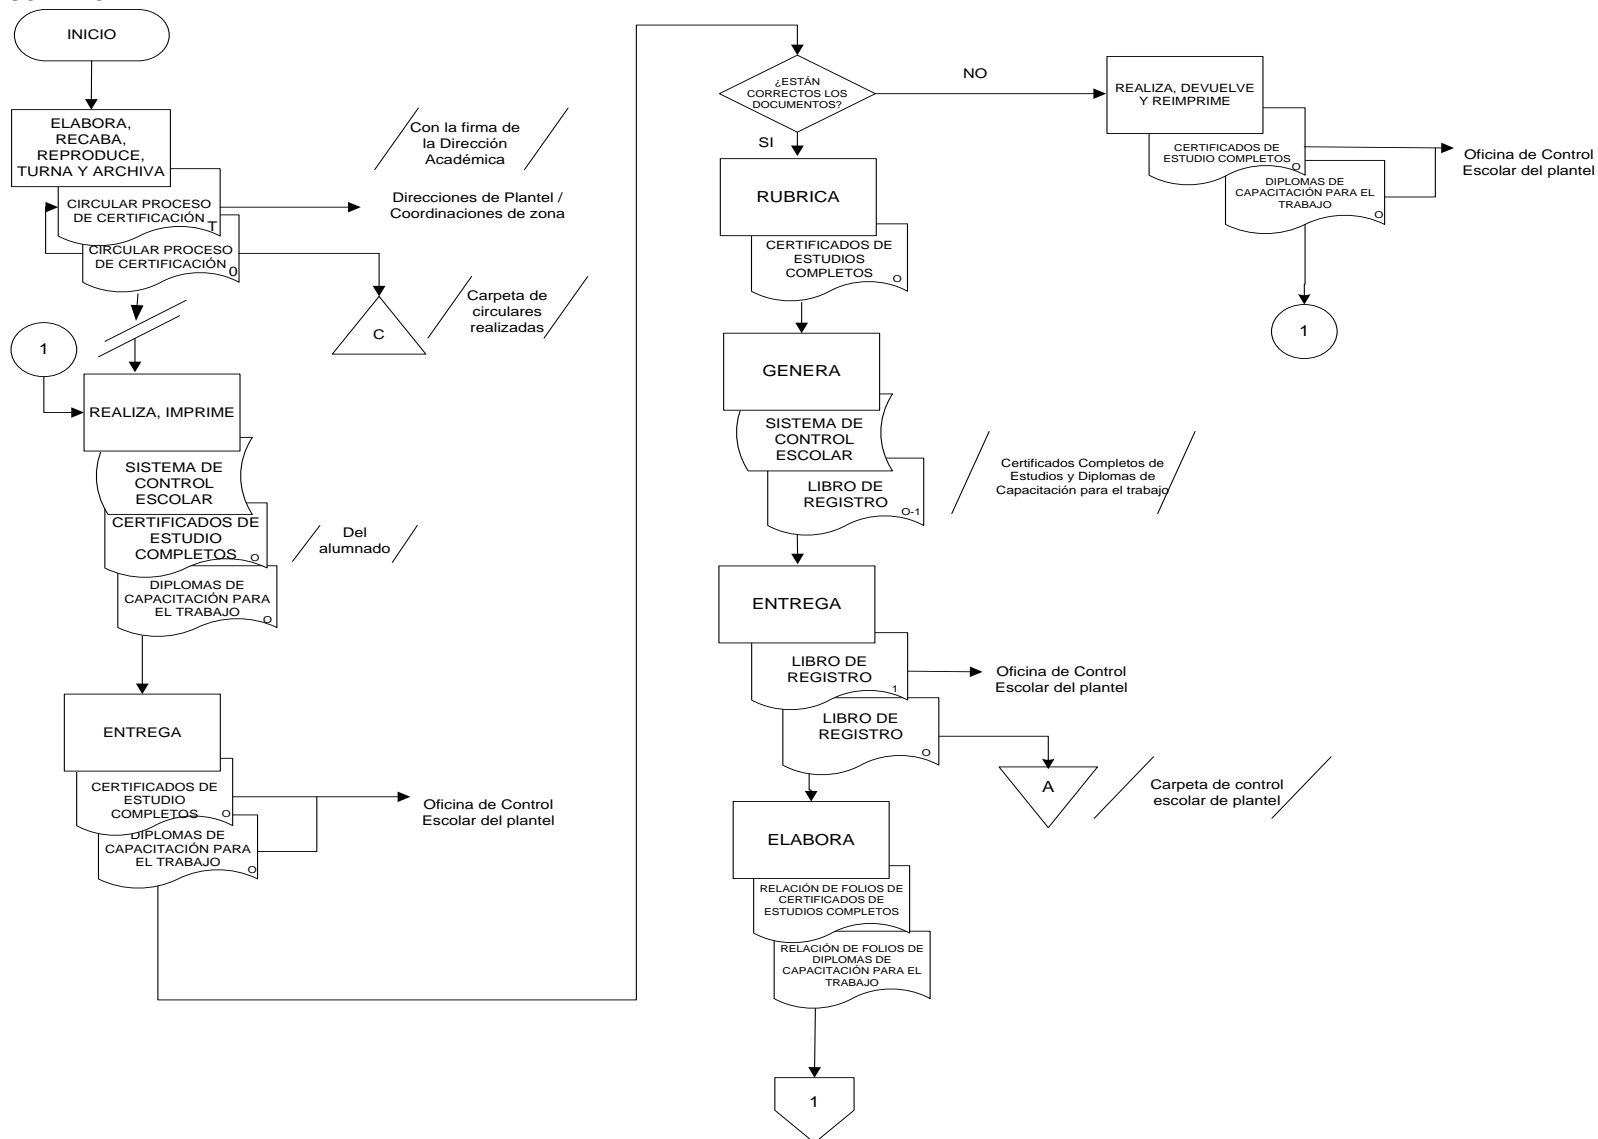 INICIO
ELABORA,
RECABA,
REPRODUCE,
TURNA Y ARCHIVA
CIRCULAR PROCESO
DE CERTIFICACIÓN
T
CIRCULAR PROCESO
DE CERTIFICACIÓN
0
Con la firma de
la Dirección
Académica
Direcciones de Plantel /
Coordinaciones de zona
C
Carpeta de
circulares
realizadas
1
REALIZA, IMPRIME
SISTEMA DE
CONTROL
ESCOLAR
CERTIFICADOS DE
ESTUDIO
COMPLETOS
O
DIPLOMAS DE
CAPACITACIÓN PARA
EL TRABAJO
O
Del
alumnado
ENTREGA
CERTIFICADOS DE
ESTUDIO
COMPLETOS
O
DIPLOMAS DE
CAPACITACIÓN PARA
EL TRABAJO
O
Oficina de Control
Escolar del plantel
¿ESTÁN
CORRECTOS LOS
DOCUMENTOS?
NO
SI
REALIZA, DEVUELVE
Y REIMPRIME
CERTIFICADOS DE
ESTUDIO COMPLETOS
O
DIPLOMAS DE
CAPACITACIÓN PARA EL
TRABAJO
O
Oficina de Control
Escolar del plantel
1
RUBRICA
CERTIFICADOS DE
ESTUDIOS
COMPLETOS
O
GENERA
SISTEMA DE
CONTROL
ESCOLAR
LIBRO DE
REGISTRO
O-1
Certificados Completos de
Estudios y Diplomas de
Capacitación para el trabajo
ENTREGA
LIBRO DE
REGISTRO
1
LIBRO DE
REGISTRO
O
Oficina de Control
Escolar del plantel
A
Carpeta de control
escolar de plantel
ELABORA
RELACIÓN DE FOLIOS DE
CERTIFICADOS DE
ESTUDIOS COMPLETOS
RELACIÓN DE FOLIOS DE
DIPLOMAS DE
CAPACITACIÓN PARA EL
TRABAJO
1